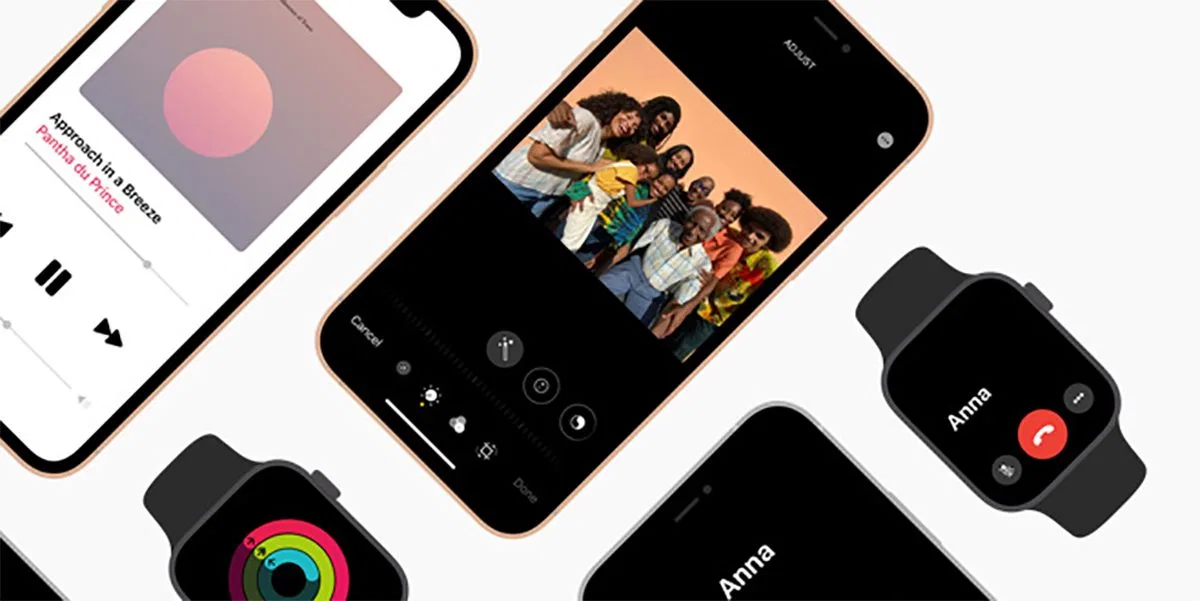 Approach in a Breeze
Pantha du Prince
ADJUST
Cancel
Done
Anna
Anna